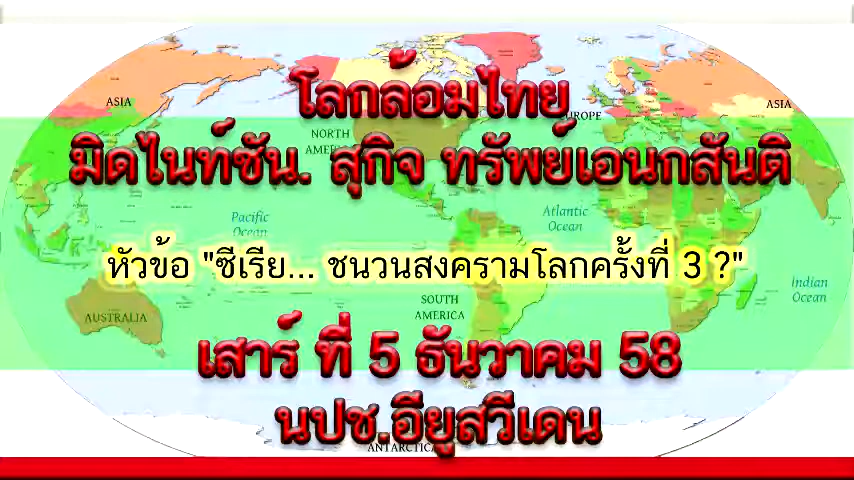 โลกล้อมไทย
มิดไนท์ซัน. สุกิจ ทรัพย์เอนกสันติ
หัวข้อ "ซีเรีย... ชนวนสงครามโลกครั้งที่ 3 ?"
เสาร์ ที่ 5 ธันวาคม 58
นปช.อียูสวีเดน
ASIA
NORTH
EUROPE
ASIA
Pacific
Ocean
Atlantic
Ocean
Indian
Ocean
SOUTH
AMERICA
AUSTRALIA
ANTARCTICA